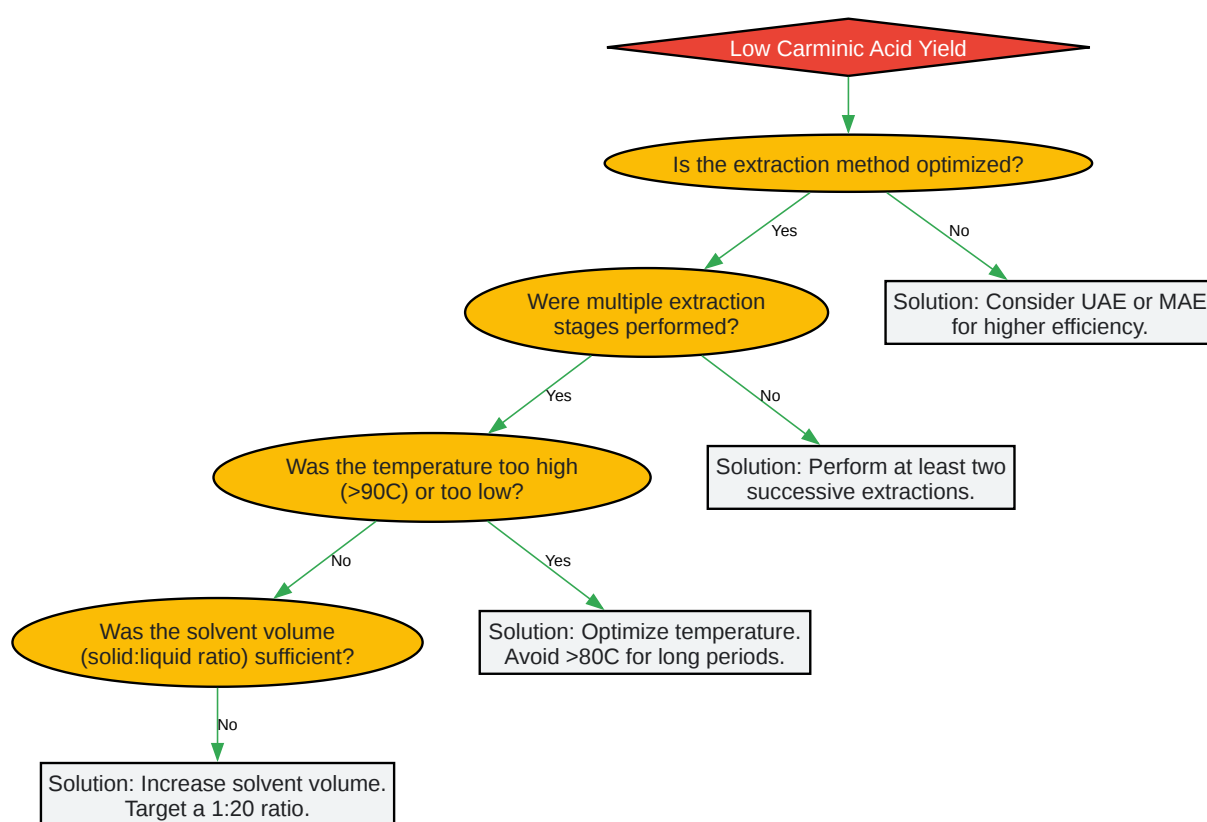 Low Carminic Acid Yield
Is the extraction method optimized?
Yes
No
Were multiple extraction
stages performed?
Solution: Consider UAE or MAE
for higher efficiency.
Yes
No
Was the temperature too high
(>90C) or too low?
Solution: Perform at least two
successive extractions.
No
Yes
Was the solvent volume
(solid:liquid ratio) sufficient?
Solution: Optimize temperature.
Avoid >80C for long periods.
No
Solution: Increase solvent volume.
Target a 1:20 ratio.